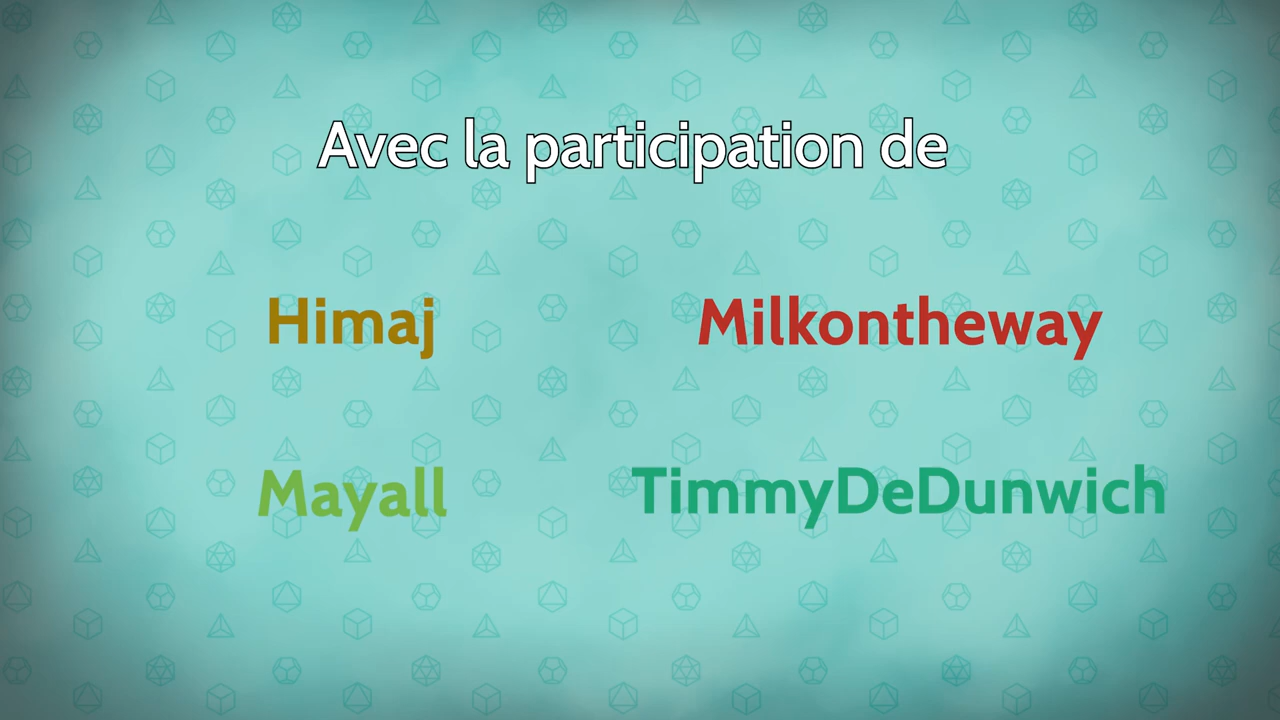 Avec la participation de
Himaj
Milkontheway
Mayall
TimmyDeDunwich